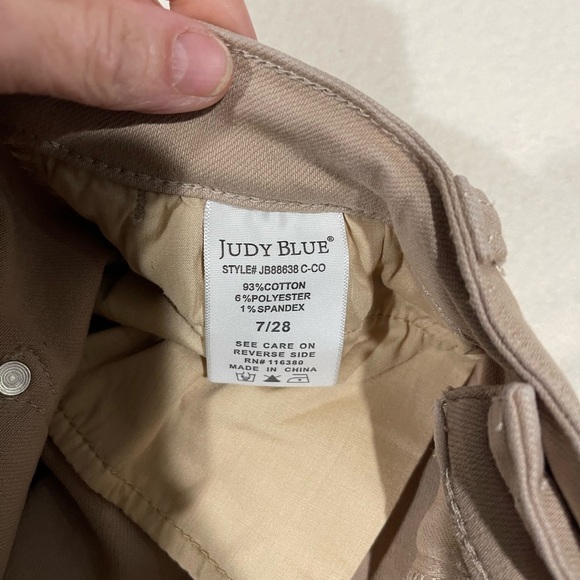 JUDY BLUE®
STYLE# JB88638 C-CO
93%COTTON
6%POLYESTER
1%SPANDEX
7/28
SEE CARE ON
REVERSE SIDE
RN# 116380
MADE IN CHINA